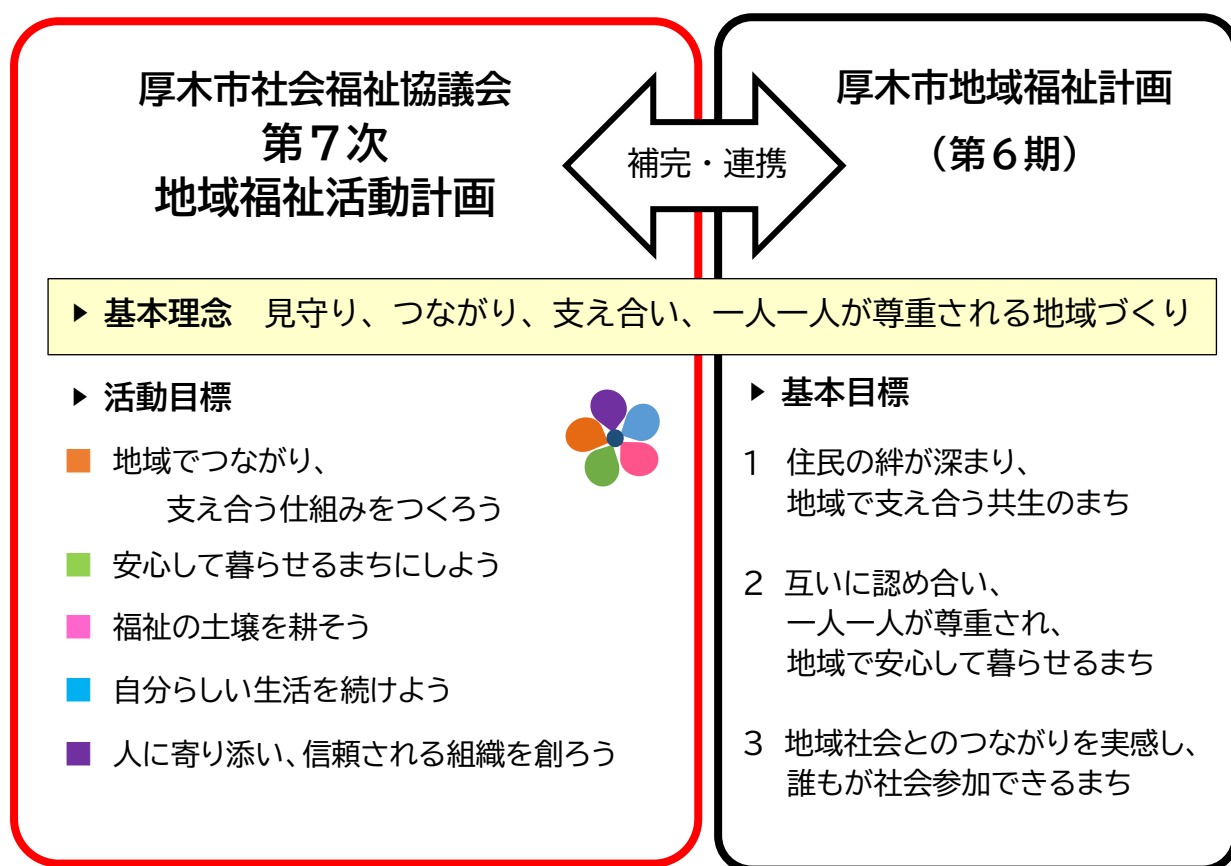 厚木市社会福祉協議会
第７次
地域福祉活動計画
補完・連携
厚木市地域福祉計画
（第６期）
▶ 基本理念　見守り、つながり、支え合い、一人一人が尊重される地域づくり
▶ 活動目標
■ 地域でつながり、
支え合う仕組みをつくろう
■ 安心して暮らせるまちにしよう
■ 福祉の土壌を耕そう
■ 自分らしい生活を続けよう
■ 人に寄り添い、信頼される組織を創ろう
▶ 基本目標
１ 住民の絆が深まり、
地域で支え合う共生のまち
２ 互いに認め合い、
一人一人が尊重され、
地域で安心して暮らせるまち
３ 地域社会とのつながりを実感し、
誰もが社会参加できるまち